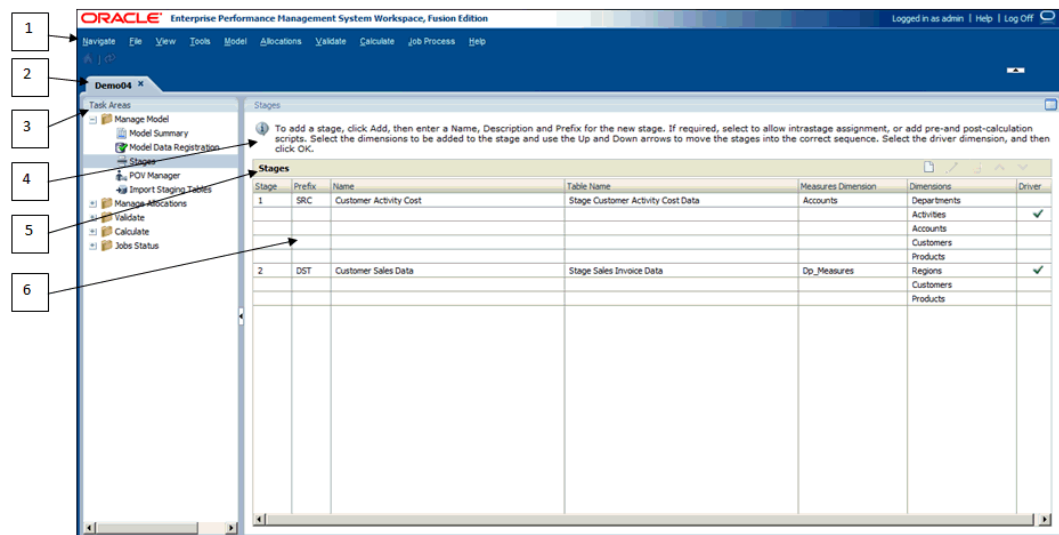 ORACLE Enterprise Performance Management System Workspace, Fusion Edition
Logged in as admin | Help | Log Off
1
Navigate File View Tools Model Allocations Validate Calculate Job Process Help
2
Demo04 ×
Task Areas
3
Manage Model
Model Summary
Model Data Registration
Stages
4
POV Manager
Import Staging Tables
Manage Allocations
Validate
5
Calculate
Jobs Status
6
Stages
To add a stage, click Add, then enter a Name, Description and Prefix for the new stage. If required, select to allow intrastage assignment, or add pre-and post-calculation
scripts. Select the dimensions to be added to the stage and use the Up and Down arrows to move the stages into the correct sequence. Select the driver dimension, and then
click OK.
Stages
Stage Prefix Name Table Name Measures Dimension Dimensions Driver
1 SRC Customer Activity Cost Stage Customer Activity Cost Data Accounts Departments
Activities
Accounts
Customers
Products
2 DST Customer Sales Data Stage Sales Invoice Data Dp_Measures Regions
Customers
Products